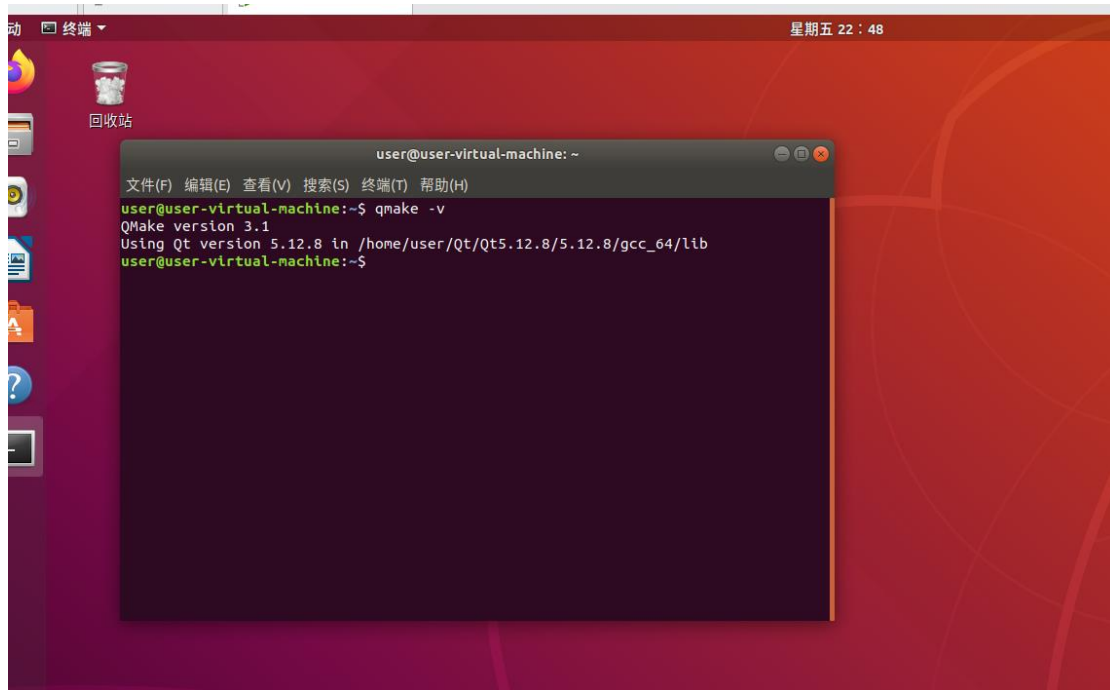 动 终端 星期五 22：48
回收站
user@user-virtual-machine: ~
文件(F) 编辑(E) 查看(V) 搜索(S) 终端(T) 帮助(H)
user@user-virtual-machine:~$ qmake -v
QMake version 3.1
Using Qt version 5.12.8 in /home/user/Qt/Qt5.12.8/5.12.8/gcc_64/lib
user@user-virtual-machine:~$